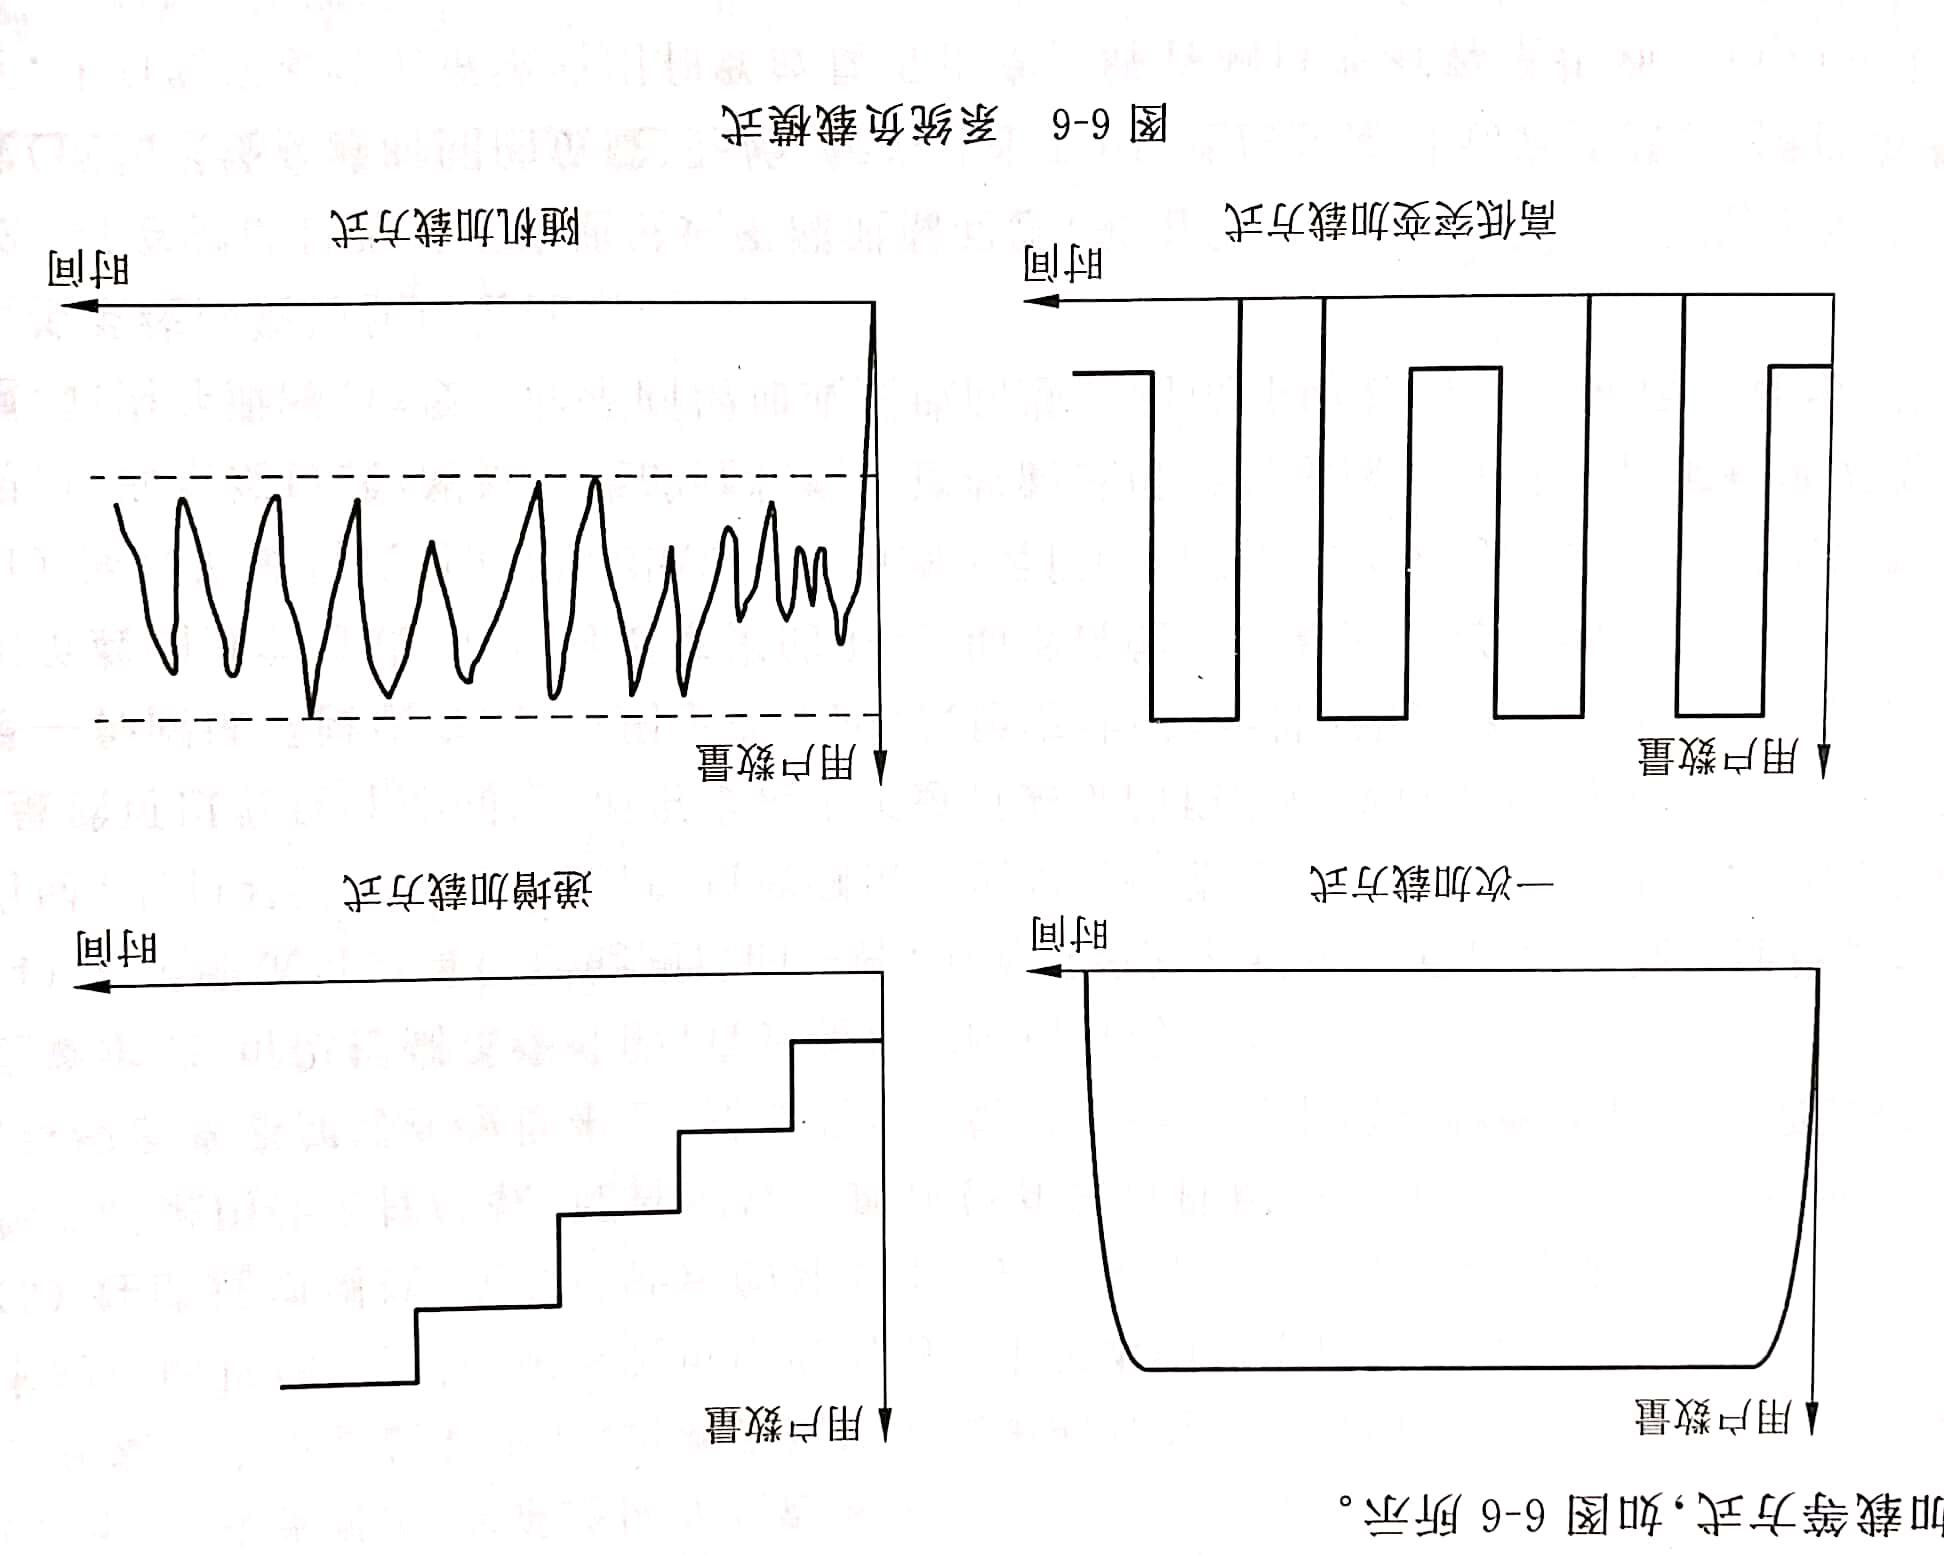 加载等方式,如图 6-6 所示。
用户数量
时间
一次加载方式
用户数量
时间
递增加载方式
用户数量
时间
高低突变加载方式
用户数量
时间
随机加载方式
图 6-6 系统负载模式